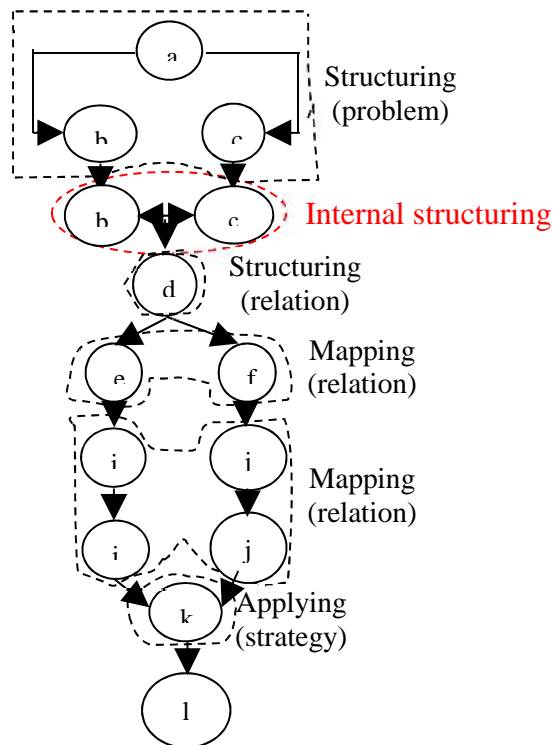 a
Structuring
(problem)
b
c
b
c
Internal structuring
Structuring
(relation)
d
Mapping
(relation)
e
f
Mapping
(relation)
i
j
i
j
Applying
(strategy)
k
l